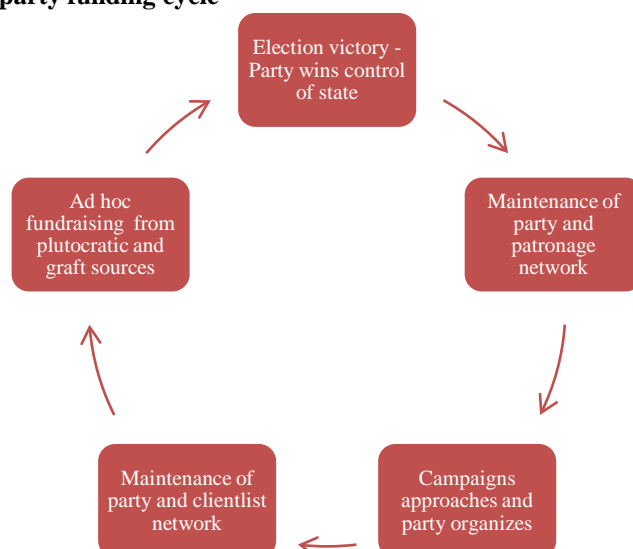 party funding cycle
Election victory -
Party wins control
of state
Maintenance of
party and
patronage
network
Campaigns
approaches and
party organizes
Maintenance of
party and clientlist
network
Ad hoc
fundraising from
plutocratic and
graft sources